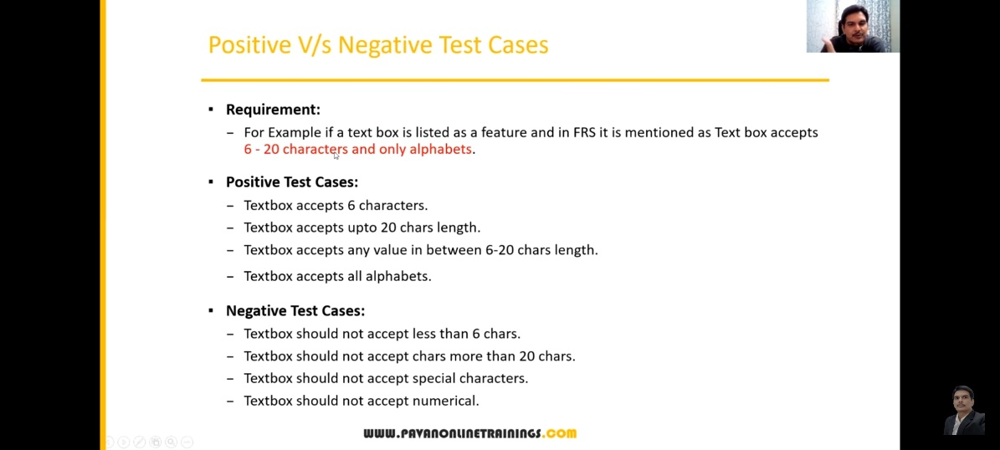 Positive V/s Negative Test Cases
▪ Requirement:
– For Example if a text box is listed as a feature and in FRS it is mentioned as Text box accepts
6 - 20 characters and only alphabets.
▪ Positive Test Cases:
– Textbox accepts 6 characters.
– Textbox accepts upto 20 chars length.
– Textbox accepts any value in between 6-20 chars length.
– Textbox accepts all alphabets.
▪ Negative Test Cases:
– Textbox should not accept less than 6 chars.
– Textbox should not accept chars more than 20 chars.
– Textbox should not accept special characters.
– Textbox should not accept numerical.
WWW.PAVANONLINETRAININGS.COM